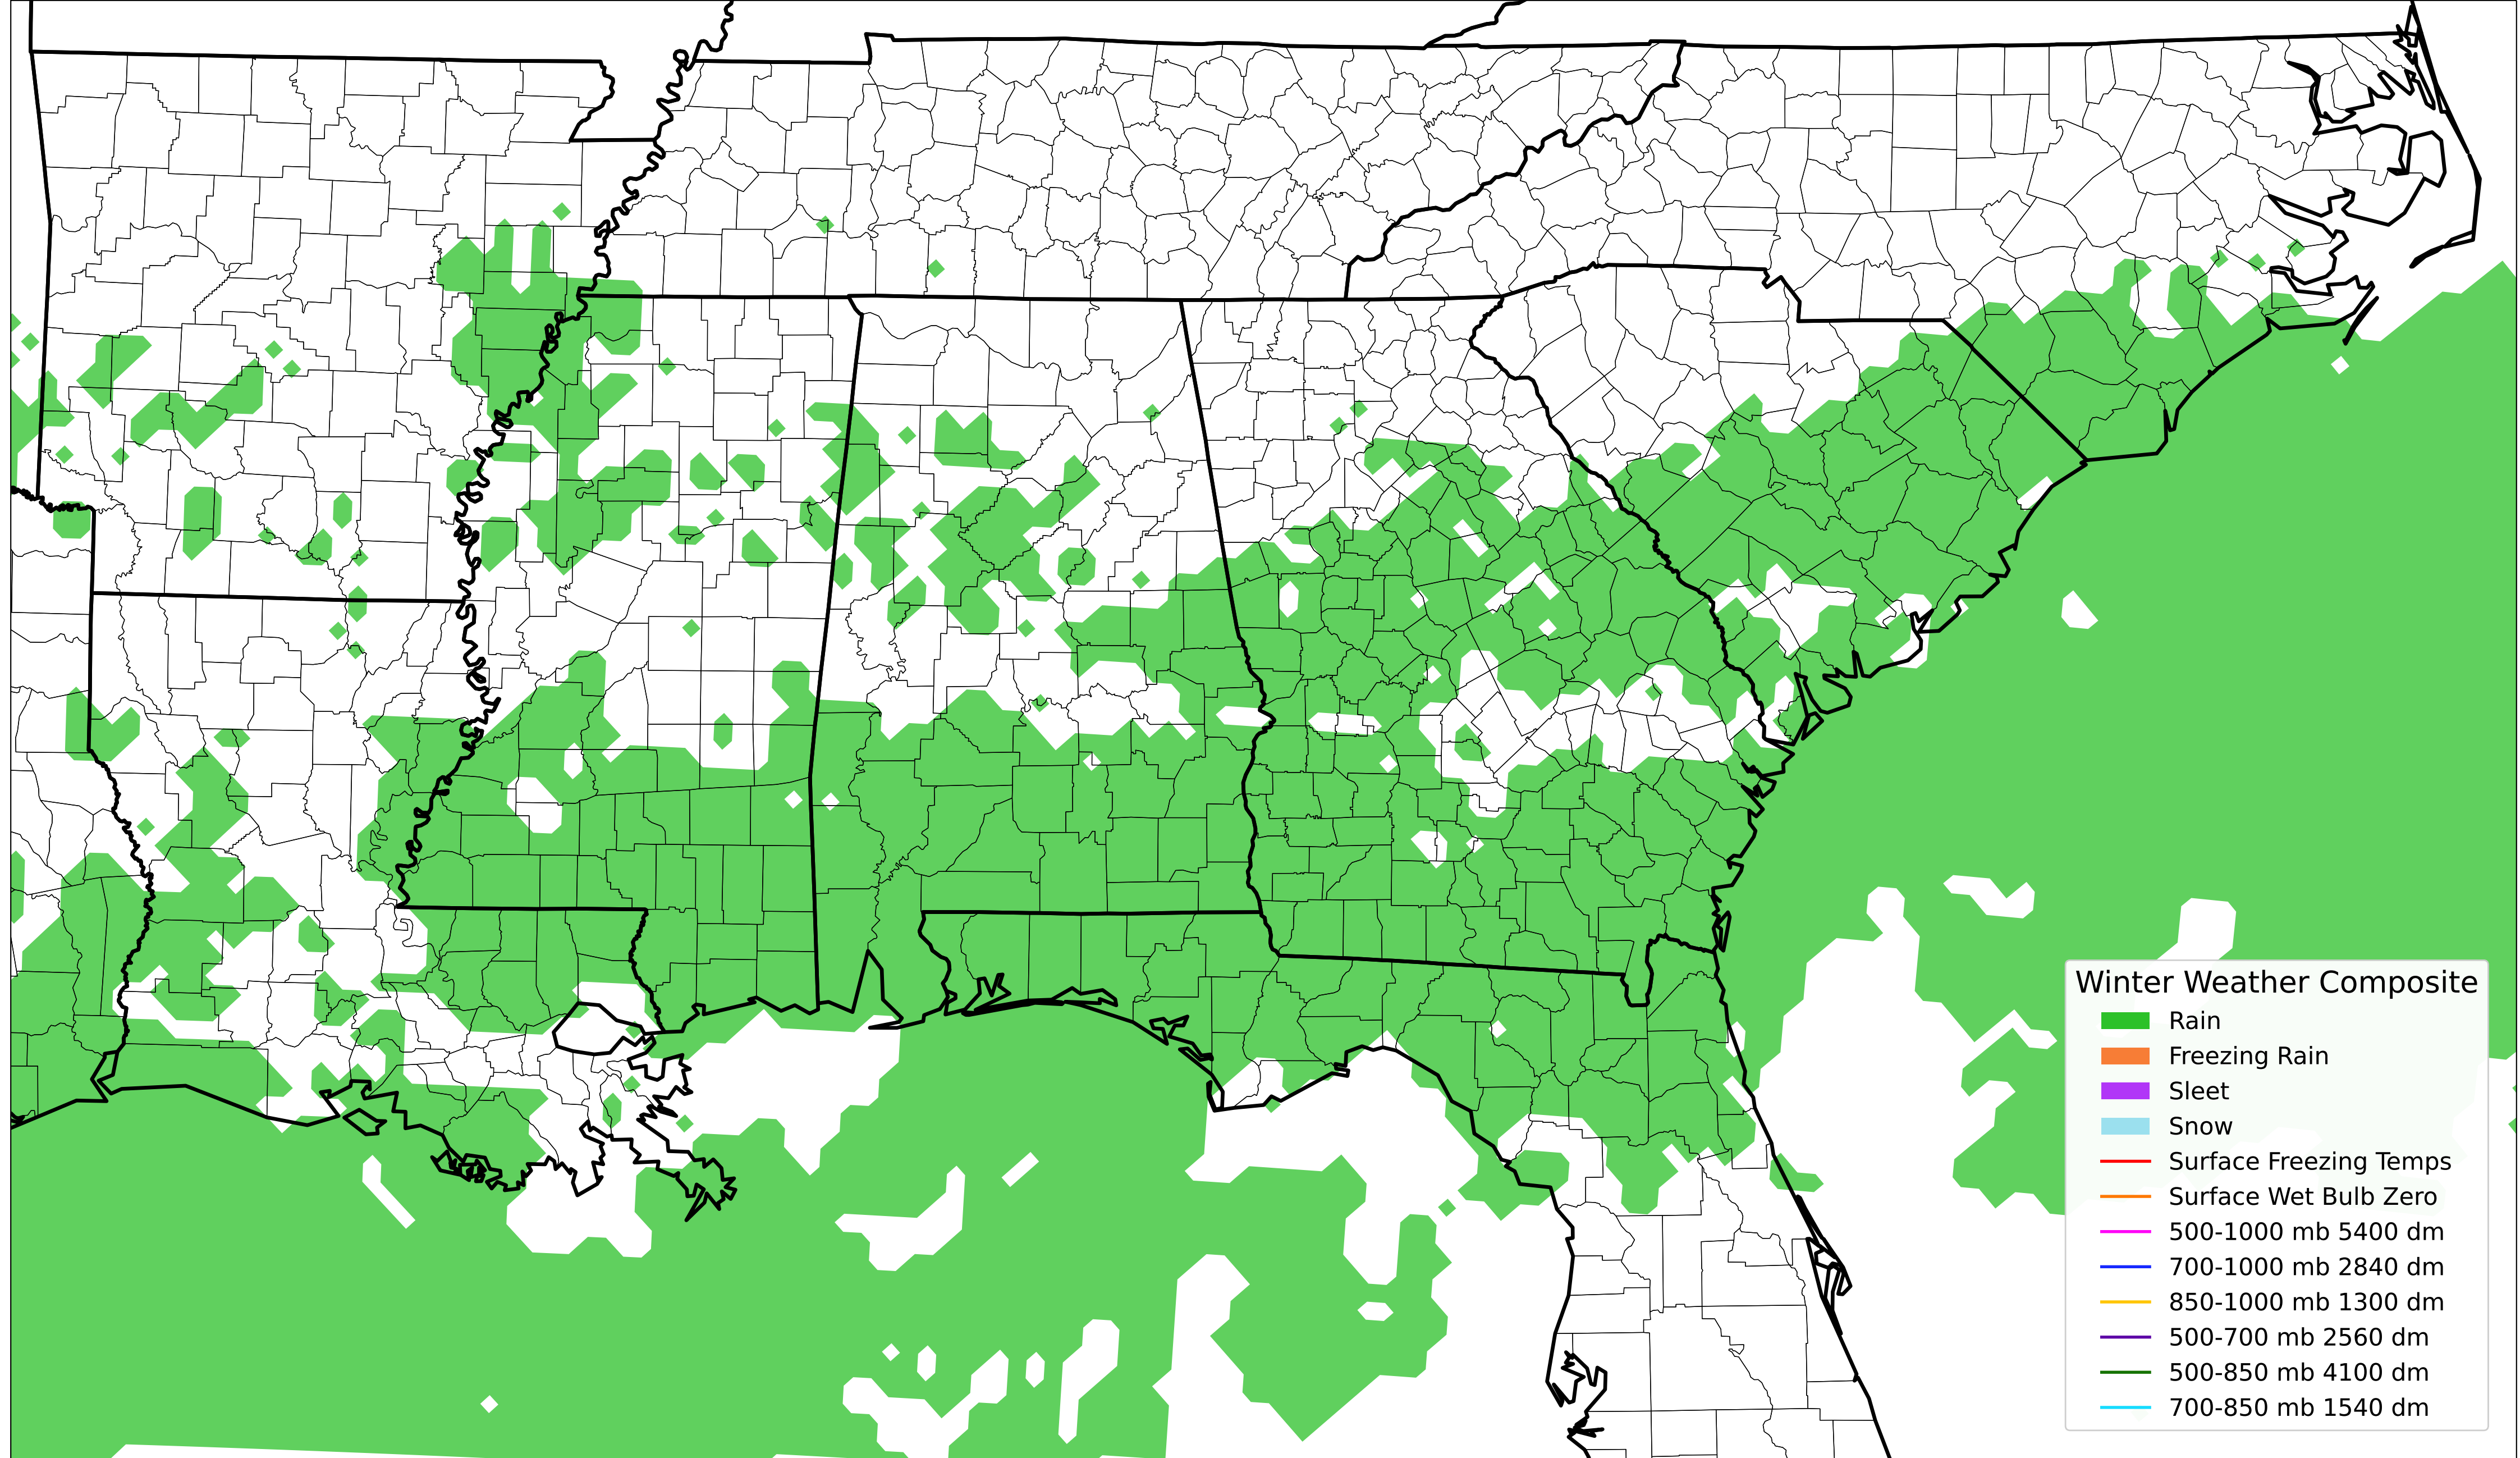 Winter Weather Composite
Rain
Freezing Rain
Sleet
Snow
Surface Freezing Temps
Surface Wet Bulb Zero
500-1000 mb 5400 dm
700-1000 mb 2840 dm
850-1000 mb 1300 dm
500-700 mb 2560 dm
500-850 mb 4100 dm
700-850 mb 1540 dm